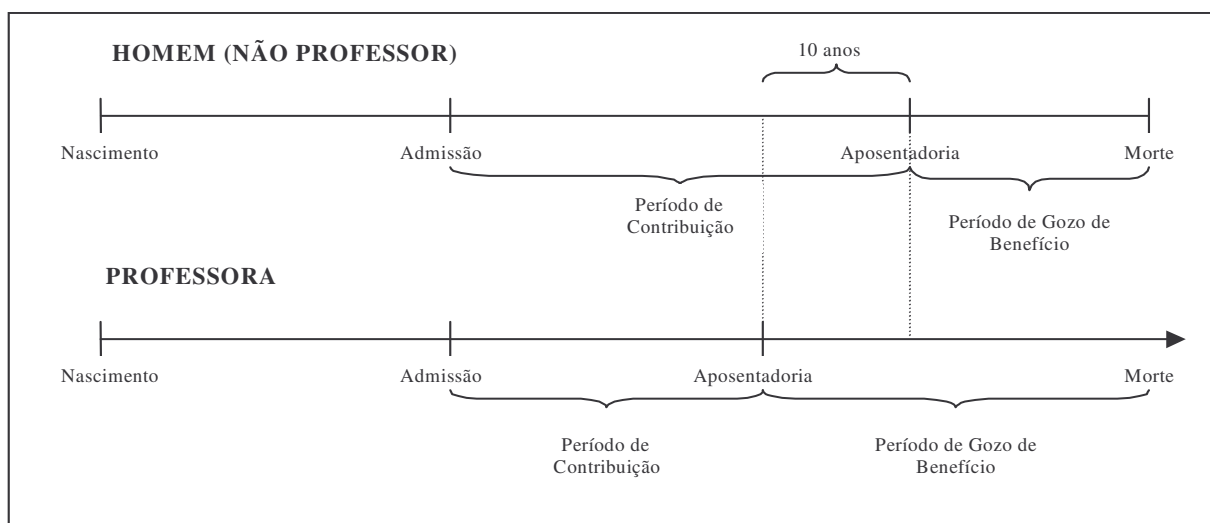 10 anos
HOMEM (NÃO PROFESSOR)
Nascimento
Admissão
Aposentadoria
Morte
Período de
Contribuição
Período de Gozo de
Benefício
PROFESSORA
Nascimento
Admissão
Aposentadoria
Morte
Período de
Contribuição
Período de Gozo de
Benefício